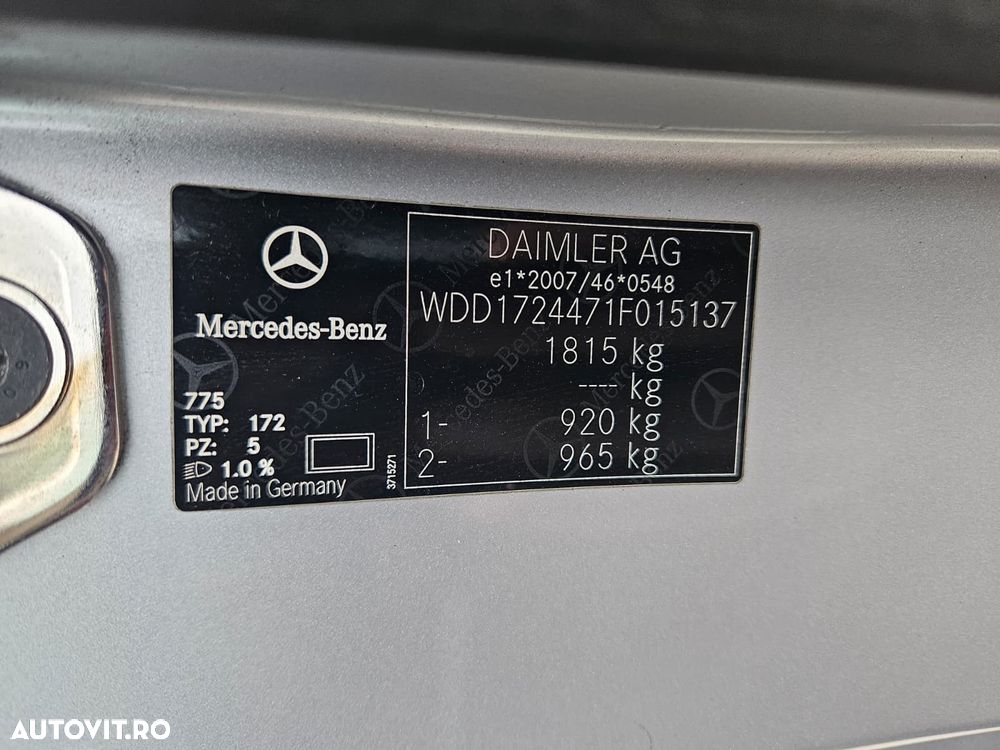 Mercedes-Benz
775
TYP: 172
PZ: 5
1.0 %
Made in Germany
3715271
DAIMLER AG
e1*2007/46*0548
WDD1724471F015137
1815 kg
---- kg
1- 920 kg
2- 965 kg
AUTOVIT.RO